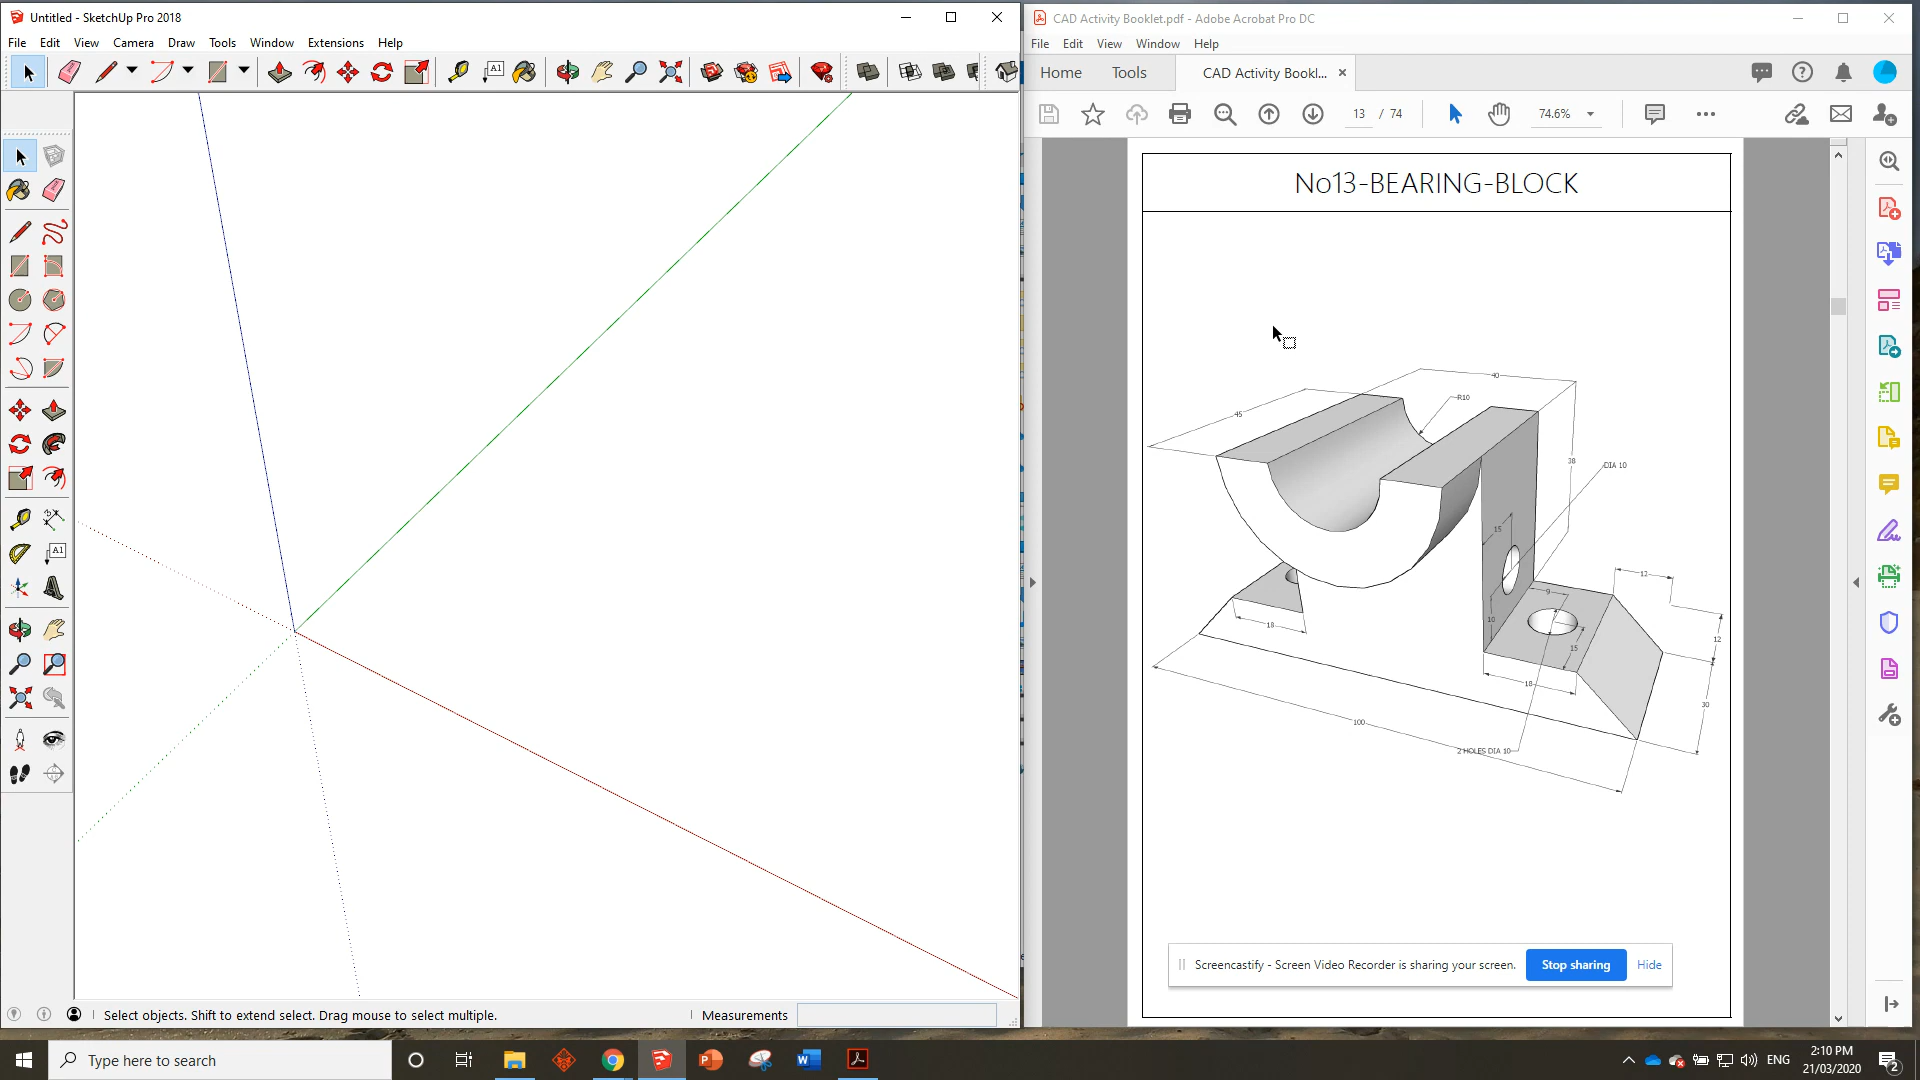 Untitled - SketchUp Pro 2018
File Edit View Camera Draw Tools Window Extensions Help
A1
A1
Select objects. Shift to extend select. Drag mouse to select multiple.
Measurements
CAD Activity Booklet.pdf - Adobe Acrobat Pro DC
File Edit View Window Help
Home Tools CAD Activity Bookl... ×
13 / 74 74.6%
No13-BEARING-BLOCK
40
45
R10
38
DIA 10
15
12
9
10
12
18
15
18
30
100
2 HOLES DIA 10
Screencastify - Screen Video Recorder is sharing your screen. Stop sharing Hide
Type here to search
ENG
2:10 PM
21/03/2020
2